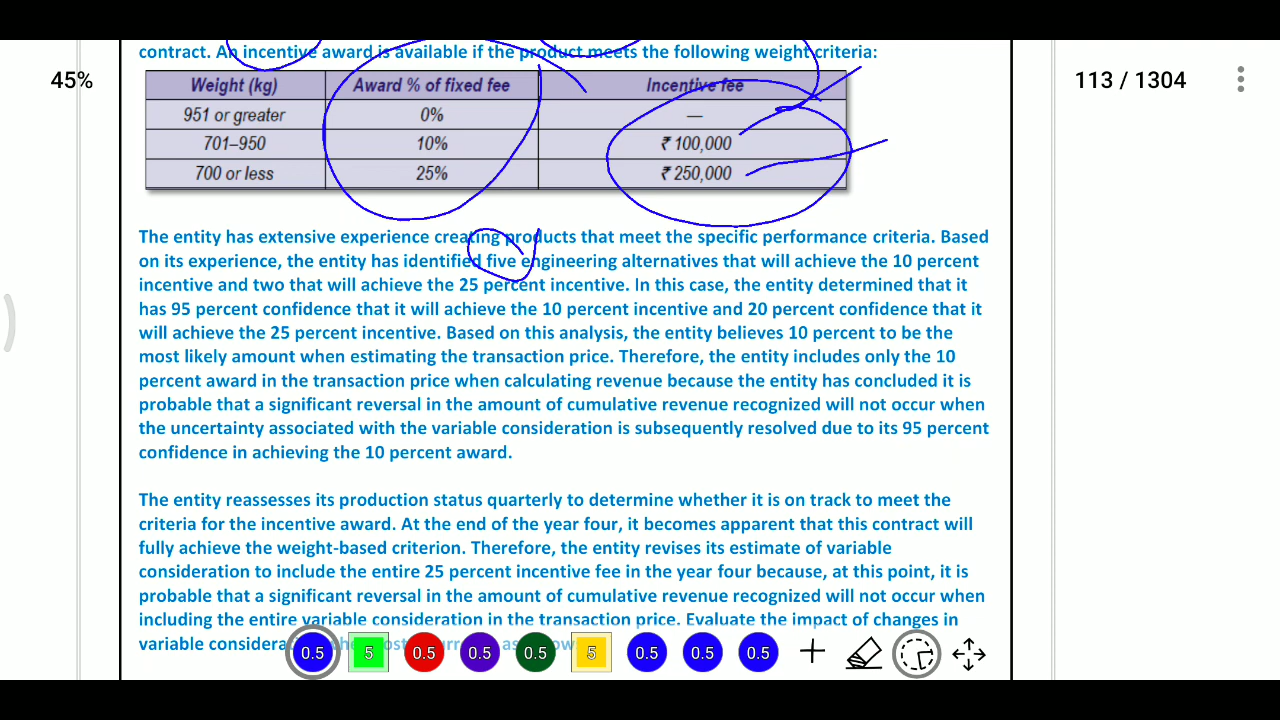 contract. An incentive award is available if the product meets the following weight criteria:
45%
113 / 1304
Weight (kg) Award % of fixed fee Incentive fee
951 or greater 0% —
701–950 10% ₹ 100,000
700 or less 25% ₹ 250,000
The entity has extensive experience creating products that meet the specific performance criteria. Based
on its experience, the entity has identified five engineering alternatives that will achieve the 10 percent
incentive and two that will achieve the 25 percent incentive. In this case, the entity determined that it
has 95 percent confidence that it will achieve the 10 percent incentive and 20 percent confidence that it
will achieve the 25 percent incentive. Based on this analysis, the entity believes 10 percent to be the
most likely amount when estimating the transaction price. Therefore, the entity includes only the 10
percent award in the transaction price when calculating revenue because the entity has concluded it is
probable that a significant reversal in the amount of cumulative revenue recognized will not occur when
the uncertainty associated with the variable consideration is subsequently resolved due to its 95 percent
confidence in achieving the 10 percent award.
The entity reassesses its production status quarterly to determine whether it is on track to meet the
criteria for the incentive award. At the end of the year four, it becomes apparent that this contract will
fully achieve the weight-based criterion. Therefore, the entity revises its estimate of variable
consideration to include the entire 25 percent incentive fee in the year four because, at this point, it is
probable that a significant reversal in the amount of cumulative revenue recognized will not occur when
including the entire variable consideration in the transaction price. Evaluate the impact of changes in
variable
0.5 5 0.5 0.5 0.5 5 0.5 0.5 0.5